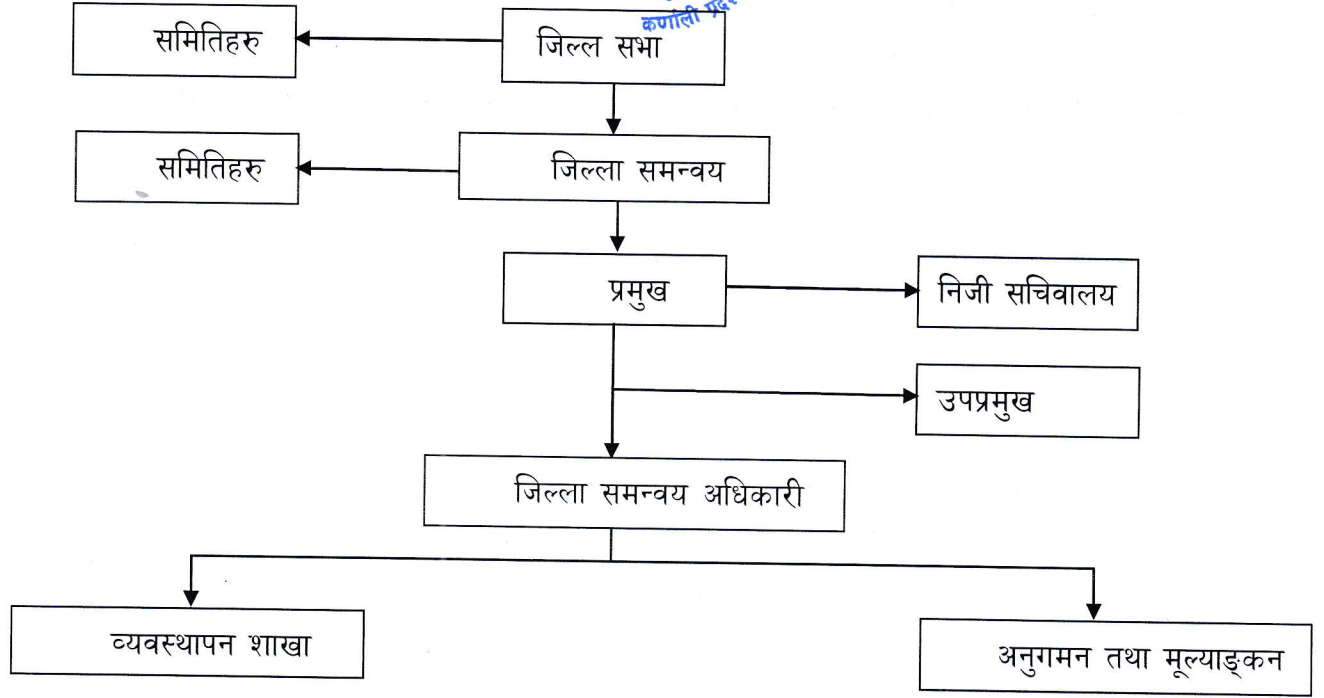 कर्णाली
समितिहरु
जिल्ल सभा
समितिहरु
जिल्ला समन्वय
प्रमुख
निजी सचिवालय
उपप्रमुख
जिल्ला समन्वय अधिकारी
व्यवस्थापन शाखा
अनुगमन तथा मूल्याङ्कन